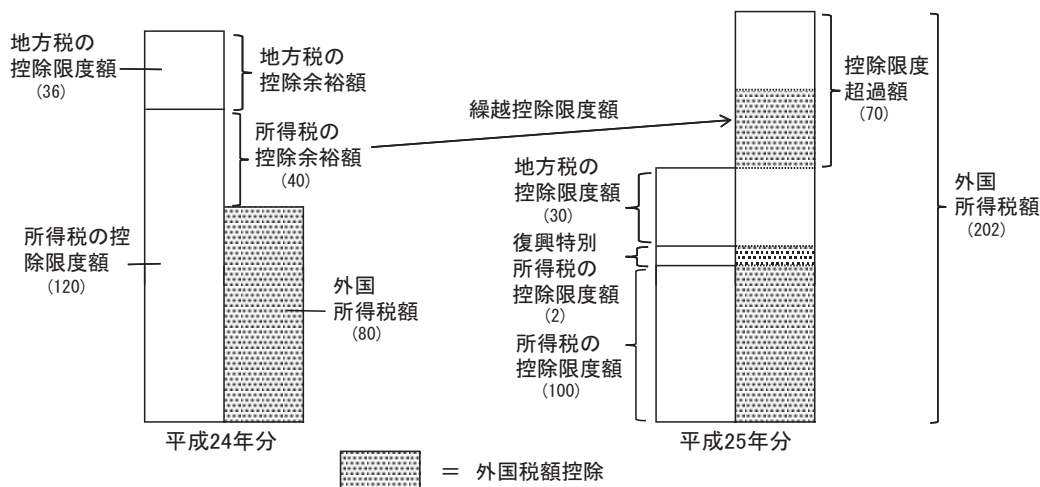 地方税の
控除限度額
(36)
地方税の
控除余裕額
所得税の
控除余裕額
(40)
所得税の控
除限度額
(120)
外国
所得税額
(80)
平成24年分
繰越控除限度額
控除限度
超過額
(70)
地方税の
控除限度額
(30)
復興特別
所得税の
控除限度額
(2)
所得税の
控除限度額
(100)
外国
所得税額
(202)
平成25年分
＝ 外国税額控除